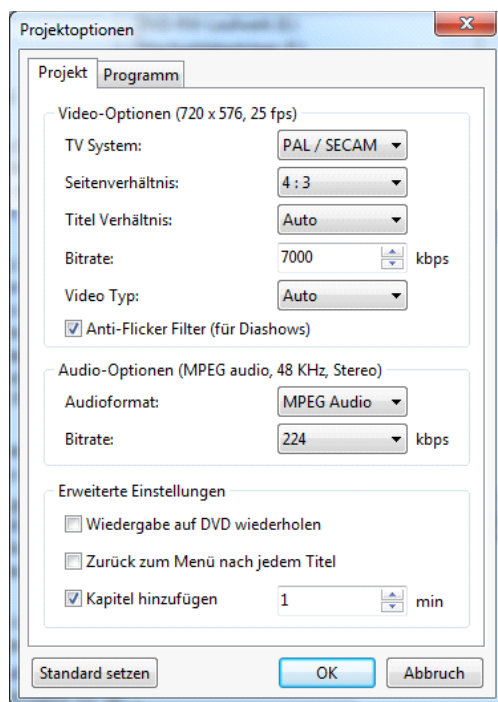 Projektoptionen
Projekt Programm
Video-Optionen (720 x 576, 25 fps)
TV System: PAL / SECAM
Seitenverhältnis: 4 : 3
Titel Verhältnis: Auto
Bitrate: 7000 kbps
Video Typ: Auto
Anti-Flicker Filter (für Diashows)
Audio-Optionen (MPEG audio, 48 KHz, Stereo)
Audioformat: MPEG Audio
Bitrate: 224 kbps
Erweiterte Einstellungen
Wiedergabe auf DVD wiederholen
Zurück zum Menü nach jedem Titel
Kapitel hinzufügen 1 min
Standard setzen OK Abbruch